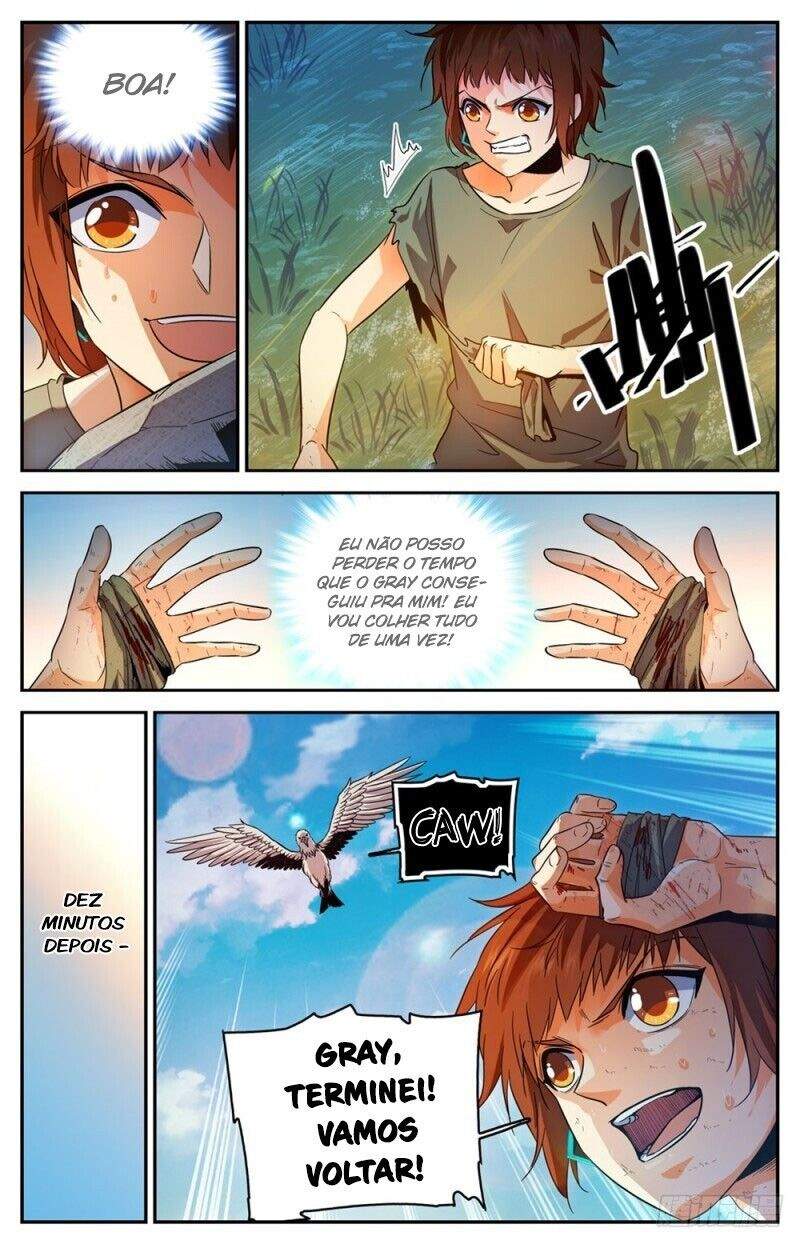 BOA!
EU NÃO POSSO
PERDER O TEMPO
QUE O GRAY CONSE-
GUIU PRA MIM! EU
VOU COLHER TUDO
DE UMA VEZ!
DEZ
MINUTOS
DEPOIS -
CAW!
GRAY,
TERMINEI!
VAMOS
VOLTAR!